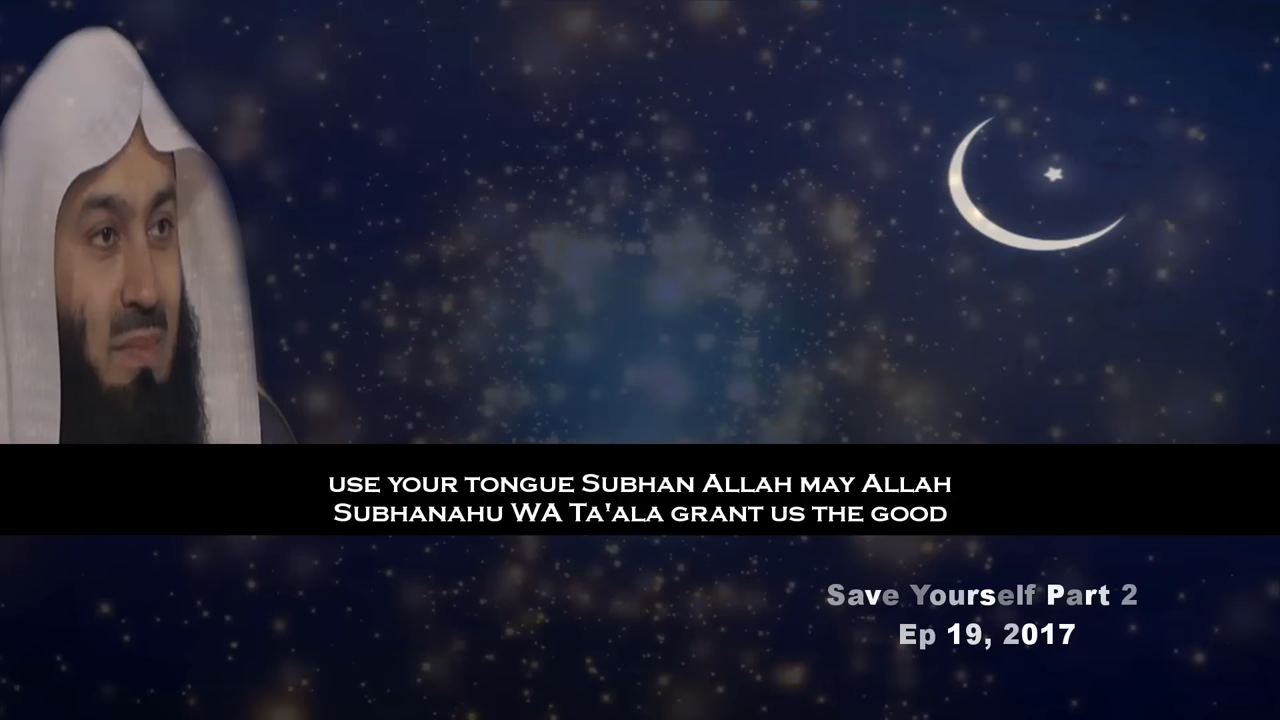 USE YOUR TONGUE SUBHAN ALLAH MAY ALLAH
SUBHANAHU WA TA'ALA GRANT US THE GOOD
Save Yourself Part 2
Ep 19, 2017